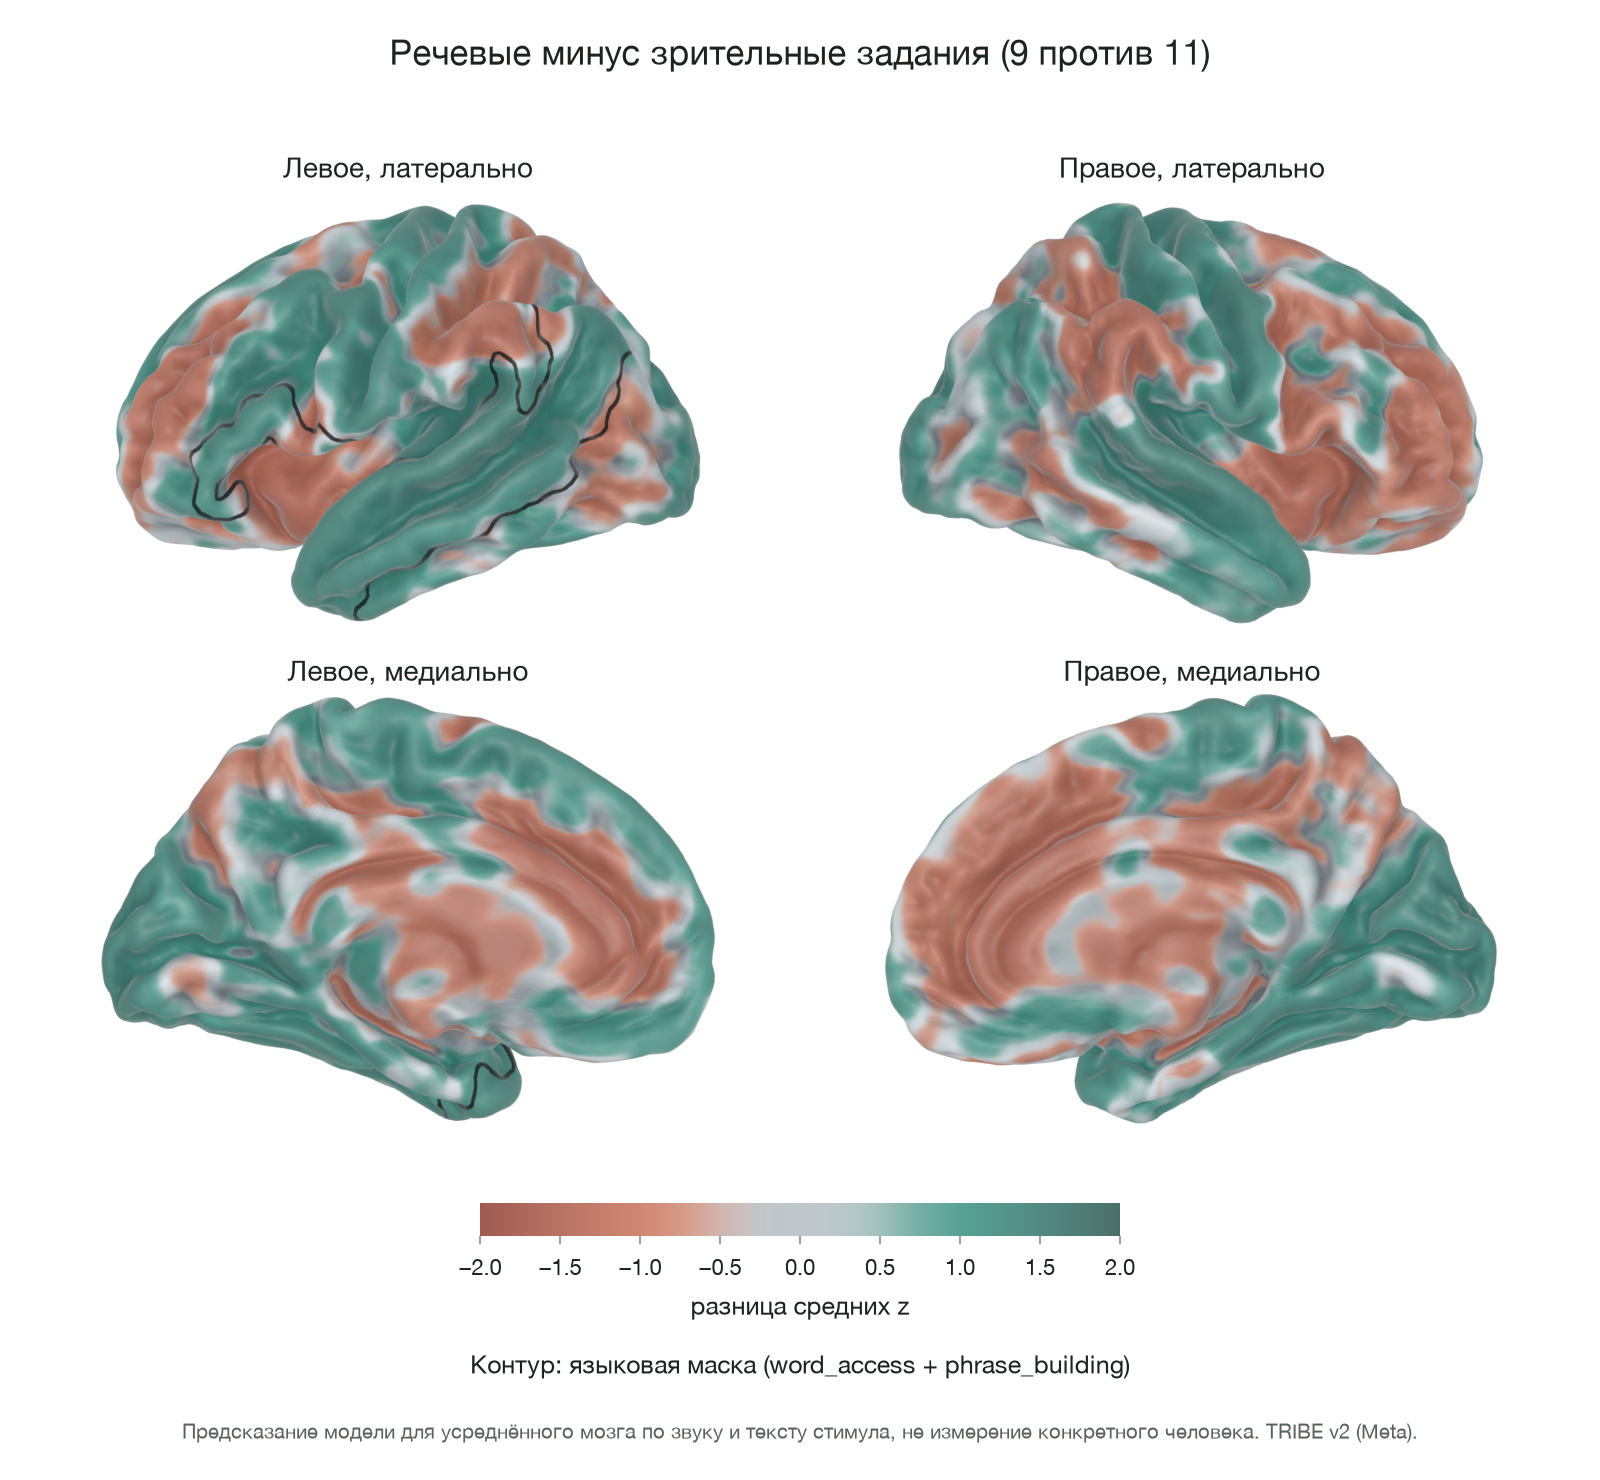 Речевые минус зрительные задания (9 против 11)
Левое, латерально
Правое, латерально
Левое, медиально
Правое, медиально
−2.0 −1.5 −1.0 −0.5 0.0 0.5 1.0 1.5 2.0
разница средних z
Контур: языковая маска (word_access + phrase_building)
Предсказание модели для усреднённого мозга по звуку и тексту стимула, не измерение конкретного человека. TRIBE v2 (Meta).